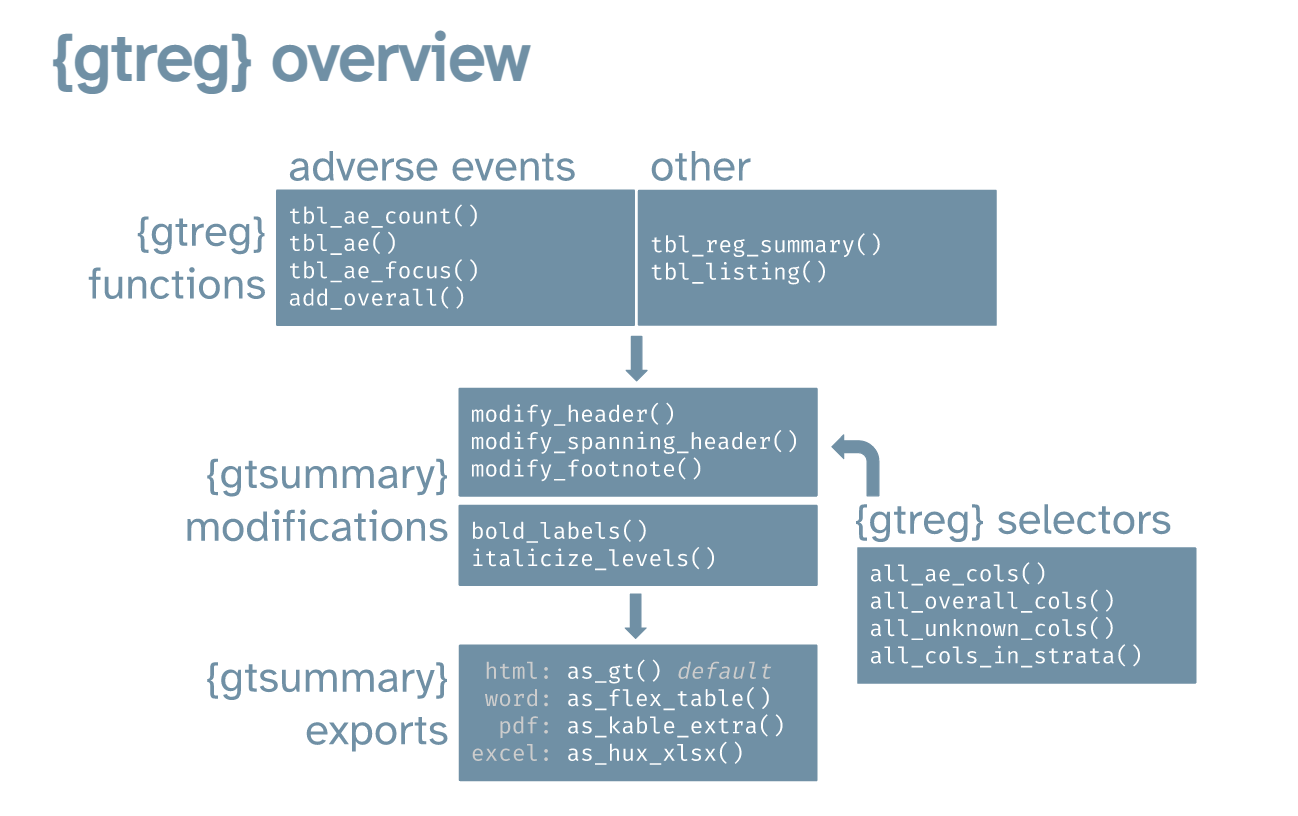 {gtreg} overview
adverse events
other
{gtreg}
functions
tbl_ae_count()
tbl_ae()
tbl_ae_focus()
add_overall()
tbl_reg_summary()
tbl_listing()
{gtsummary}
modifications
modify_header()
modify_spanning_header()
modify_footnote()
bold_labels()
italicize_levels()
{gtreg} selectors
all_ae_cols()
all_overall_cols()
all_unknown_cols()
all_cols_in_strata()
{gtsummary}
exports
html: as_gt() default
word: as_flex_table()
pdf: as_kable_extra()
excel: as_hux_xlsx()